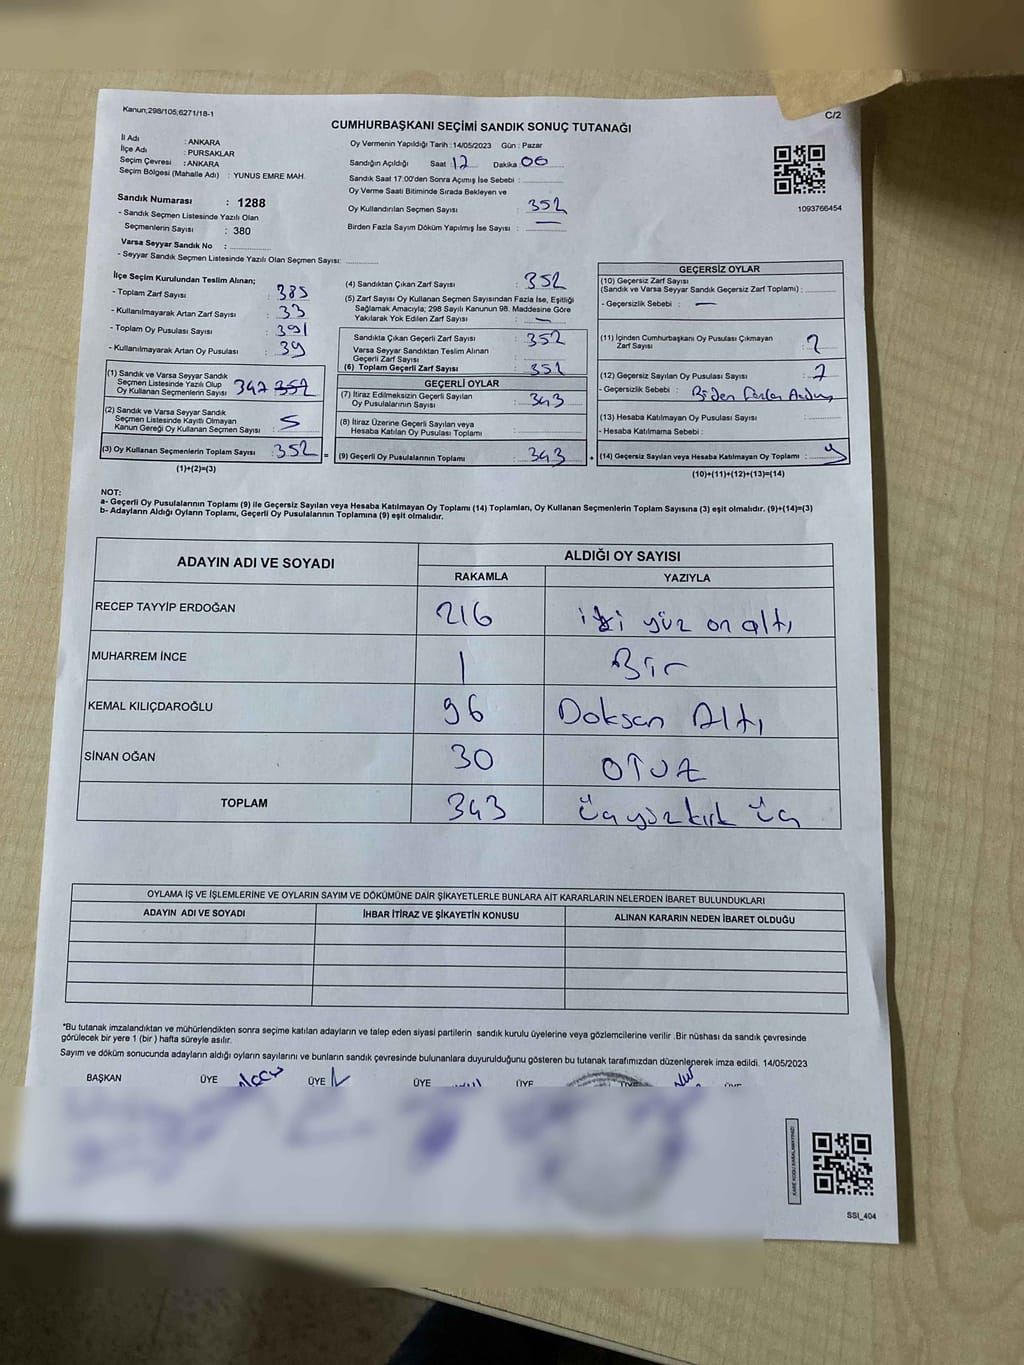 Kanun;298/105;6271/18-1
C/2
CUMHURBAŞKANI SEÇİMİ SANDIK SONUÇ TUTANAĞI
İl Adı : ANKARA
İlçe Adı : PURSAKLAR
Seçim Çevresi : ANKARA
Seçim Bölgesi (Mahalle Adı) : YUNUS EMRE MAH.
Sandık Numarası : 1288
- Sandık Seçmen Listesinde Yazılı Olan
Seçmenlerin Sayısı : 380
Varsa Seyyar Sandık No :
- Seyyar Sandık Seçmen Listesinde Yazılı Olan Seçmen Sayısı:
Oy Vermenin Yapıldığı Tarih : 14/05/2023 Gün : Pazar
Sandığın Açıldığı Saat 17 Dakika 06
Sandık Saat 17:00'den Sonra Açımış İse Sebebi :
Oy Verme Saati Bitiminde Sırada Bekleyen ve
Oy Kullandırılan Seçmen Sayısı : 352
Birden Fazla Sayım Döküm Yapılmış İse Sayısı : —
1093766454
İlçe Seçim Kurulundan Teslim Alınan;
- Toplam Zarf Sayısı : 385
- Kullanılmayarak Artan Zarf Sayısı : 33
- Toplam Oy Pusulası Sayısı : 391
- Kullanılmayarak Artan Oy Pusulası : 39
(1) Sandık ve Varsa Seyyar Sandık
Seçmen Listesinde Yazılı Olup
Oy Kullanan Seçmenlerin Sayısı 347 352
(2) Sandık ve Varsa Seyyar Sandık
Seçmen Listesinde Kayıtlı Olmayan
Kanun Gereği Oy Kullanan Seçmen Sayısı : 5
(3) Oy Kullanan Seçmenlerin Toplam Sayısı : 352
(1)+(2)=(3)
(4) Sandıktan Çıkan Zarf Sayısı : 352
(5) Zarf Sayısı Oy Kullanan Seçmen Sayısından Fazla İse, Eşitliği
Sağlamak Amacıyla; 298 Sayılı Kanunun 98. Maddesine Göre
Yakılarak Yok Edilen Zarf Sayısı : —
Sandıkta Çıkan Geçerli Zarf Sayısı : 352
Varsa Seyyar Sandıktan Teslim Alınan
Geçerli Zarf Sayısı :
(6) Toplam Geçerli Zarf Sayısı : 352
GEÇERLİ OYLAR
(7) İtiraz Edilmeksizin Geçerli Sayılan
Oy Pusulalarının Sayısı : 343
(8) İtiraz Üzerine Geçerli Sayılan veya
Hesaba Katılan Oy Pusulası Toplamı :
= (9) Geçerli Oy Pusulalarının Toplamı : 343 +
GEÇERSİZ OYLAR
(10) Geçersiz Zarf Sayısı
(Sandık ve Varsa Seyyar Sandık Geçersiz Zarf Toplamı) :
- Geçersizlik Sebebi : —
(11) İçinden Cumhurbaşkanı Oy Pusulası Çıkmayan
Zarf Sayısı : 2
(12) Geçersiz Sayılan Oy Pusulası Sayısı : 7
- Geçersizlik Sebebi :
(13) Hesaba Katılmayan Oy Pusulası Sayısı :
- Hesaba Katılmama Sebebi :
(14) Geçersiz Sayılan veya Hesaba Katılmayan Oy Toplamı : 9
(10)+(11)+(12)+(13)=(14)
NOT:
a- Geçerli Oy Pusulalarının Toplamı (9) ile Geçersiz Sayılan veya Hesaba Katılmayan Oy Toplamı (14) Toplamları, Oy Kullanan Seçmenlerin Toplam Sayısına (3) eşit olmalıdır. (9)+(14)=(3)
b- Adayların Aldığı Oyların Toplamı, Geçerli Oy Pusulalarının Toplamına (9) eşit olmalıdır.
ADAYIN ADI VE SOYADI ALDIĞI OY SAYISI
RAKAMLA YAZIYLA
RECEP TAYYİP ERDOĞAN 216 iki yüz on altı
MUHARREM İNCE 1 Bir
KEMAL KILIÇDAROĞLU 96 Doksan Altı
SİNAN OĞAN 30 OTUZ
TOPLAM 343 üçyüzkırk üç
OYLAMA İŞ VE İŞLEMLERİNE VE OYLARIN SAYIM VE DÖKÜMÜNE DAİR ŞİKAYETLERLE BUNLARA AİT KARARLARIN NELERDEN İBARET BULUNDUKLARI
ADAYIN ADI VE SOYADI İHBAR İTİRAZ VE ŞİKAYETİN KONUSU ALINAN KARARIN NEDEN İBARET OLDUĞU
*Bu tutanak imzalandıktan ve mühürlendikten sonra seçime katılan adayların ve talep eden siyasi partilerin sandık kurulu üyelerine veya gözlemcilerine verilir. Bir nüshası da sandık çevresinde
görülecek bir yere 1 (bir) hafta süreyle asılır.
Sayım ve döküm sonucunda adayların aldığı oyların sayılarını ve bunların sandık çevresinde bulunanlara duyurulduğunu gösteren bu tutanak tarafımızdan düzenlenerek imza edildi. 14/05/2023
BAŞKAN ÜYE ÜYE ÜYE ÜYE ÜYE ÜYE
SSI_404